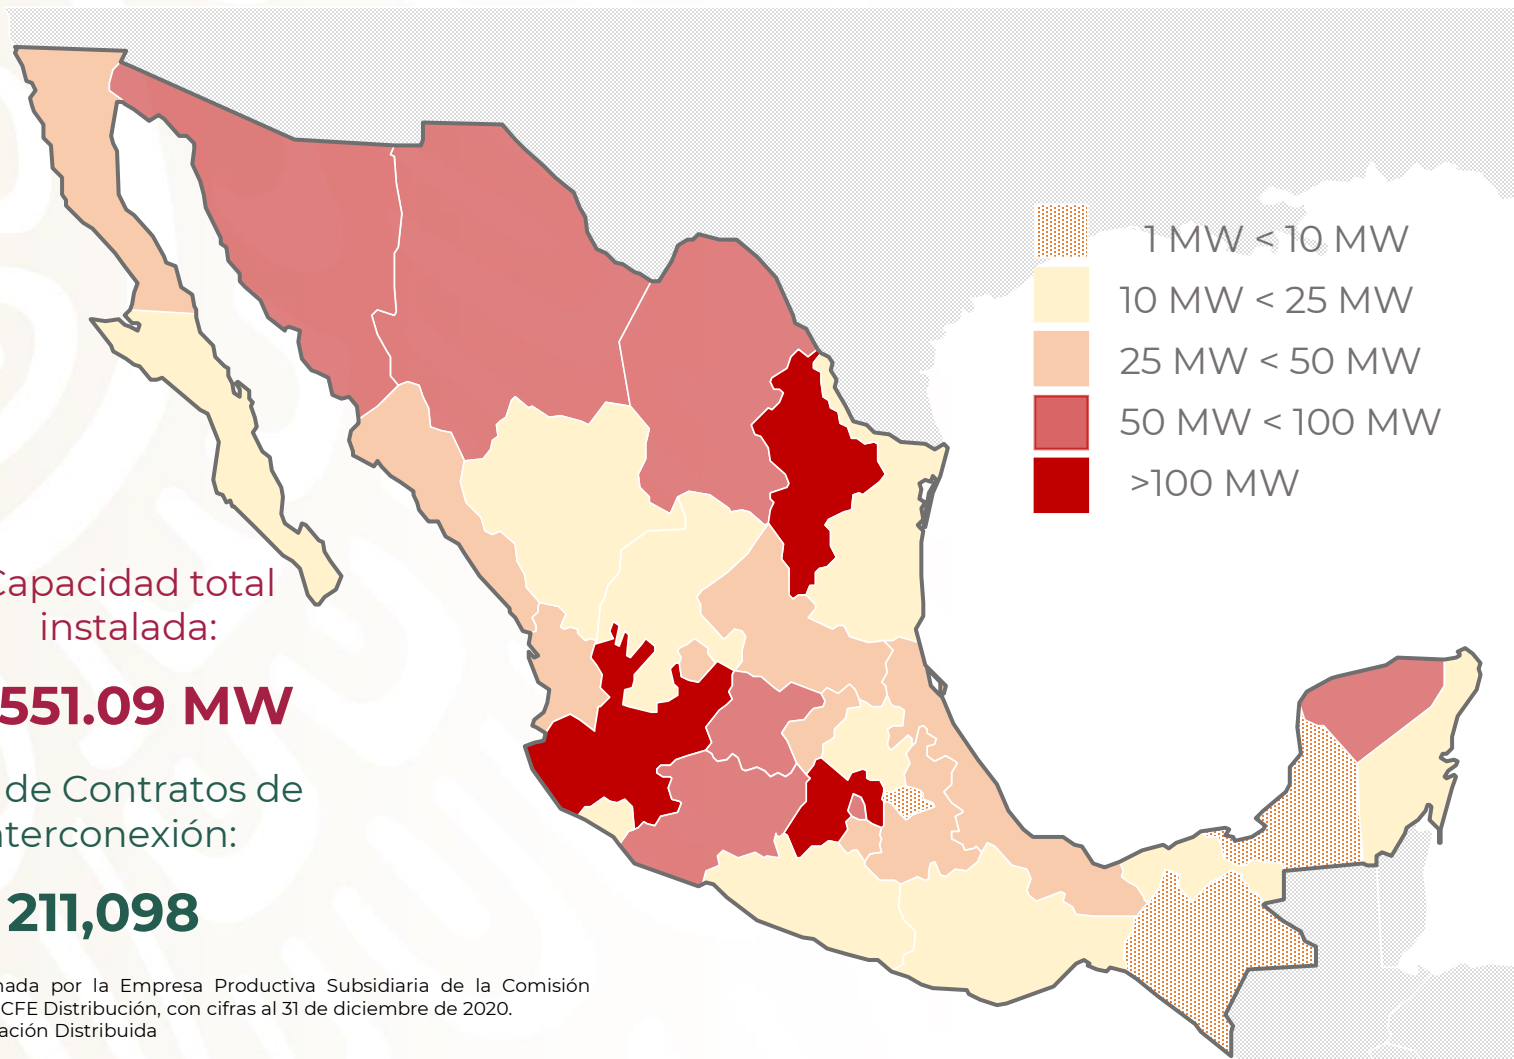 1 MW < 10 MW
10 MW < 25 MW
25 MW < 50 MW
50 MW < 100 MW
>100 MW
Capacidad total
instalada:
551.09 MW
de Contratos de
nterconexión:
211,098
nada por la Empresa Productiva Subsidiaria de la Comisión
CFE Distribución, con cifras al 31 de diciembre de 2020.
ación Distribuida